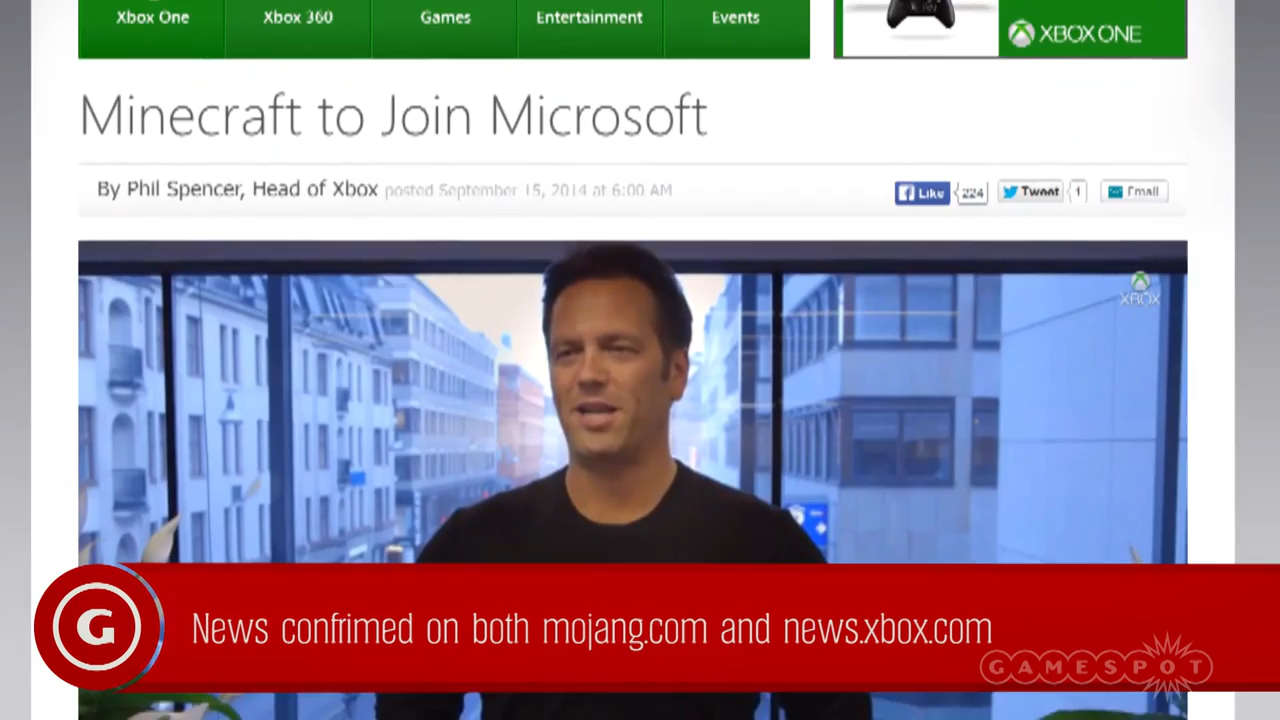 Xbox One
Xbox 360
Games
Entertainment
Events
XBOX ONE
Minecraft to Join Microsoft
By Phil Spencer, Head of Xbox posted September 15, 2014 at 6:00 AM
Like 224
Tweet 1
Email
XBOX
G News confrimed on both mojang.com and news.xbox.com
GAMESPOT